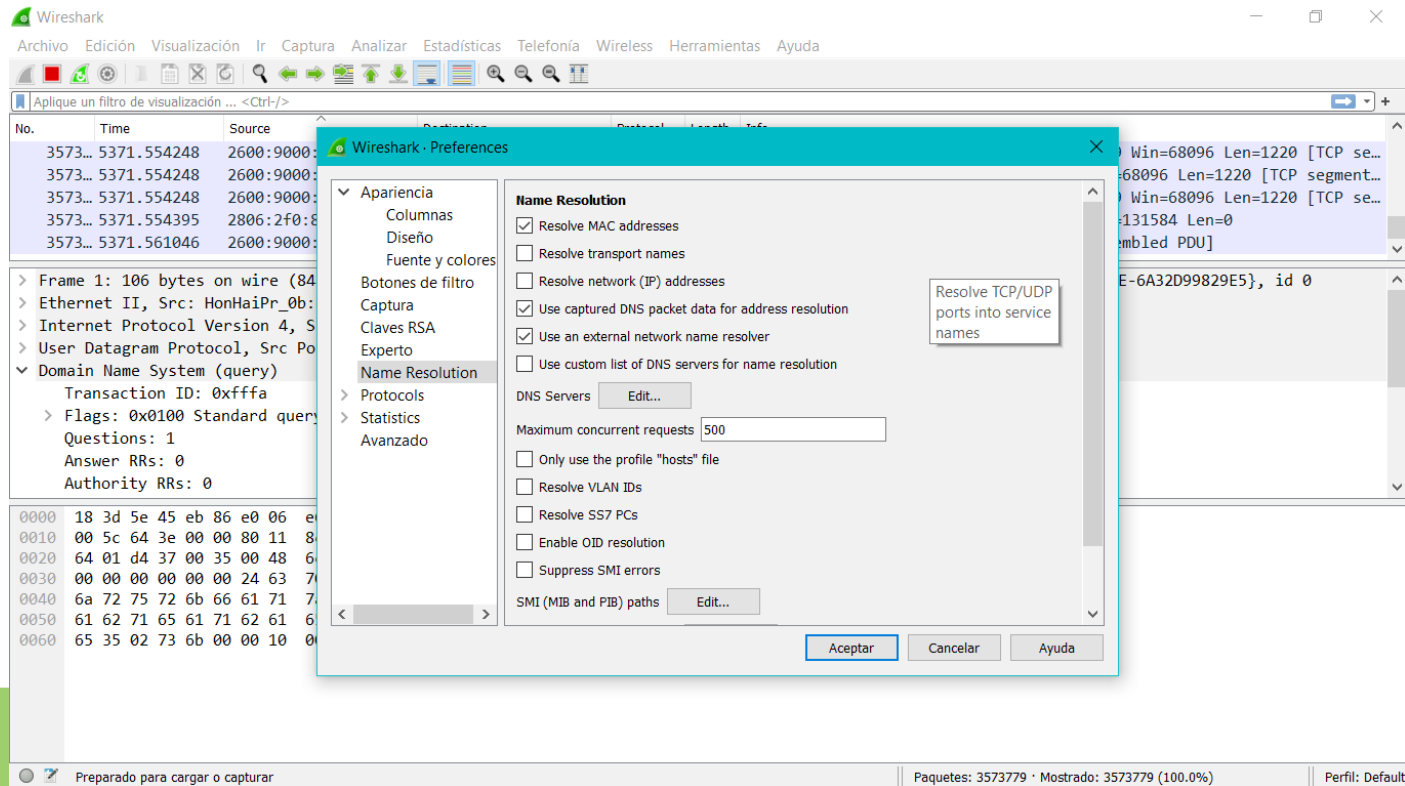 Wireshark
Archivo Edición Visualización Ir Captura Analizar Estadísticas Telefonía Wireless Herramientas Ayuda
Aplique un filtro de visualización ... <Ctrl-/>
No. Time Source
3573… 5371.554248 2600:9000: Win=68096 Len=1220 [TCP se…
3573… 5371.554248 2600:9000: =68096 Len=1220 [TCP segment…
3573… 5371.554248 2600:9000: Win=68096 Len=1220 [TCP se…
3573… 5371.554395 2806:2f0:8 =131584 Len=0
3573… 5371.561046 2600:9000: embled PDU]
Frame 1: 106 bytes on wire (84 E-6A32D99829E5}, id 0
Ethernet II, Src: HonHaiPr_0b:
Internet Protocol Version 4, S
User Datagram Protocol, Src Po
Domain Name System (query)
Transaction ID: 0xfffa
Flags: 0x0100 Standard query
Questions: 1
Answer RRs: 0
Authority RRs: 0
0000 18 3d 5e 45 eb 86 e0 06
0010 00 5c 64 3e 00 00 80 11
0020 64 01 d4 37 00 35 00 48
0030 00 00 00 00 00 00 24 63
0040 6a 72 75 72 6b 66 61 71
0050 61 62 71 65 61 71 62 61
0060 65 35 02 73 6b 00 00 10
Wireshark · Preferences
Apariencia
Columnas
Diseño
Fuente y colores
Botones de filtro
Captura
Claves RSA
Experto
Name Resolution
Protocols
Statistics
Avanzado
Name Resolution
Resolve MAC addresses
Resolve transport names
Resolve network (IP) addresses
Use captured DNS packet data for address resolution
Use an external network name resolver
Use custom list of DNS servers for name resolution
DNS Servers Edit...
Maximum concurrent requests 500
Only use the profile "hosts" file
Resolve VLAN IDs
Resolve SS7 PCs
Enable OID resolution
Suppress SMI errors
SMI (MIB and PIB) paths Edit...
Resolve TCP/UDP
ports into service
names
Aceptar Cancelar Ayuda
Preparado para cargar o capturar
Paquetes: 3573779 · Mostrado: 3573779 (100.0%)
Perfil: Default